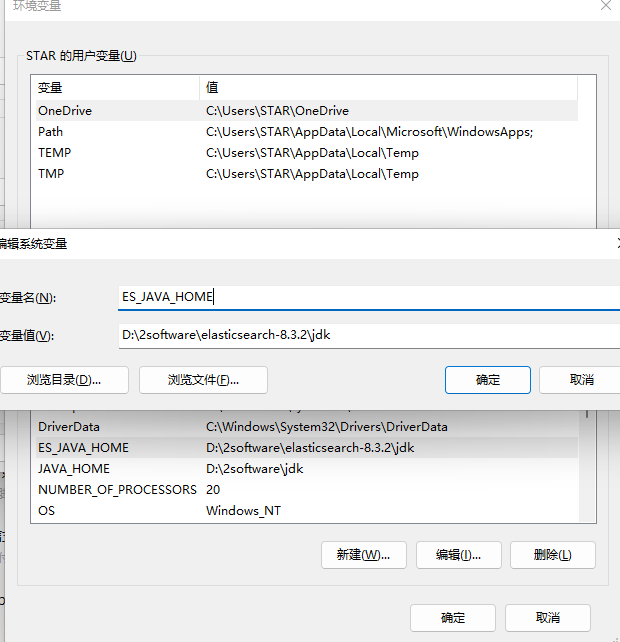 环境变量
STAR 的用户变量(U)
变量 值
OneDrive C:\Users\STAR\OneDrive
Path C:\Users\STAR\AppData\Local\Microsoft\WindowsApps;
TEMP C:\Users\STAR\AppData\Local\Temp
TMP C:\Users\STAR\AppData\Local\Temp
编辑系统变量
变量名(N): ES_JAVA_HOME
变量值(V): D:\2software\elasticsearch-8.3.2\jdk
浏览目录(D)... 浏览文件(F)... 确定 取消
DriverData C:\Windows\System32\Drivers\DriverData
ES_JAVA_HOME D:\2software\elasticsearch-8.3.2\jdk
JAVA_HOME D:\2software\jdk
NUMBER_OF_PROCESSORS 20
OS Windows_NT
新建(W)... 编辑(I)... 删除(L)
确定 取消